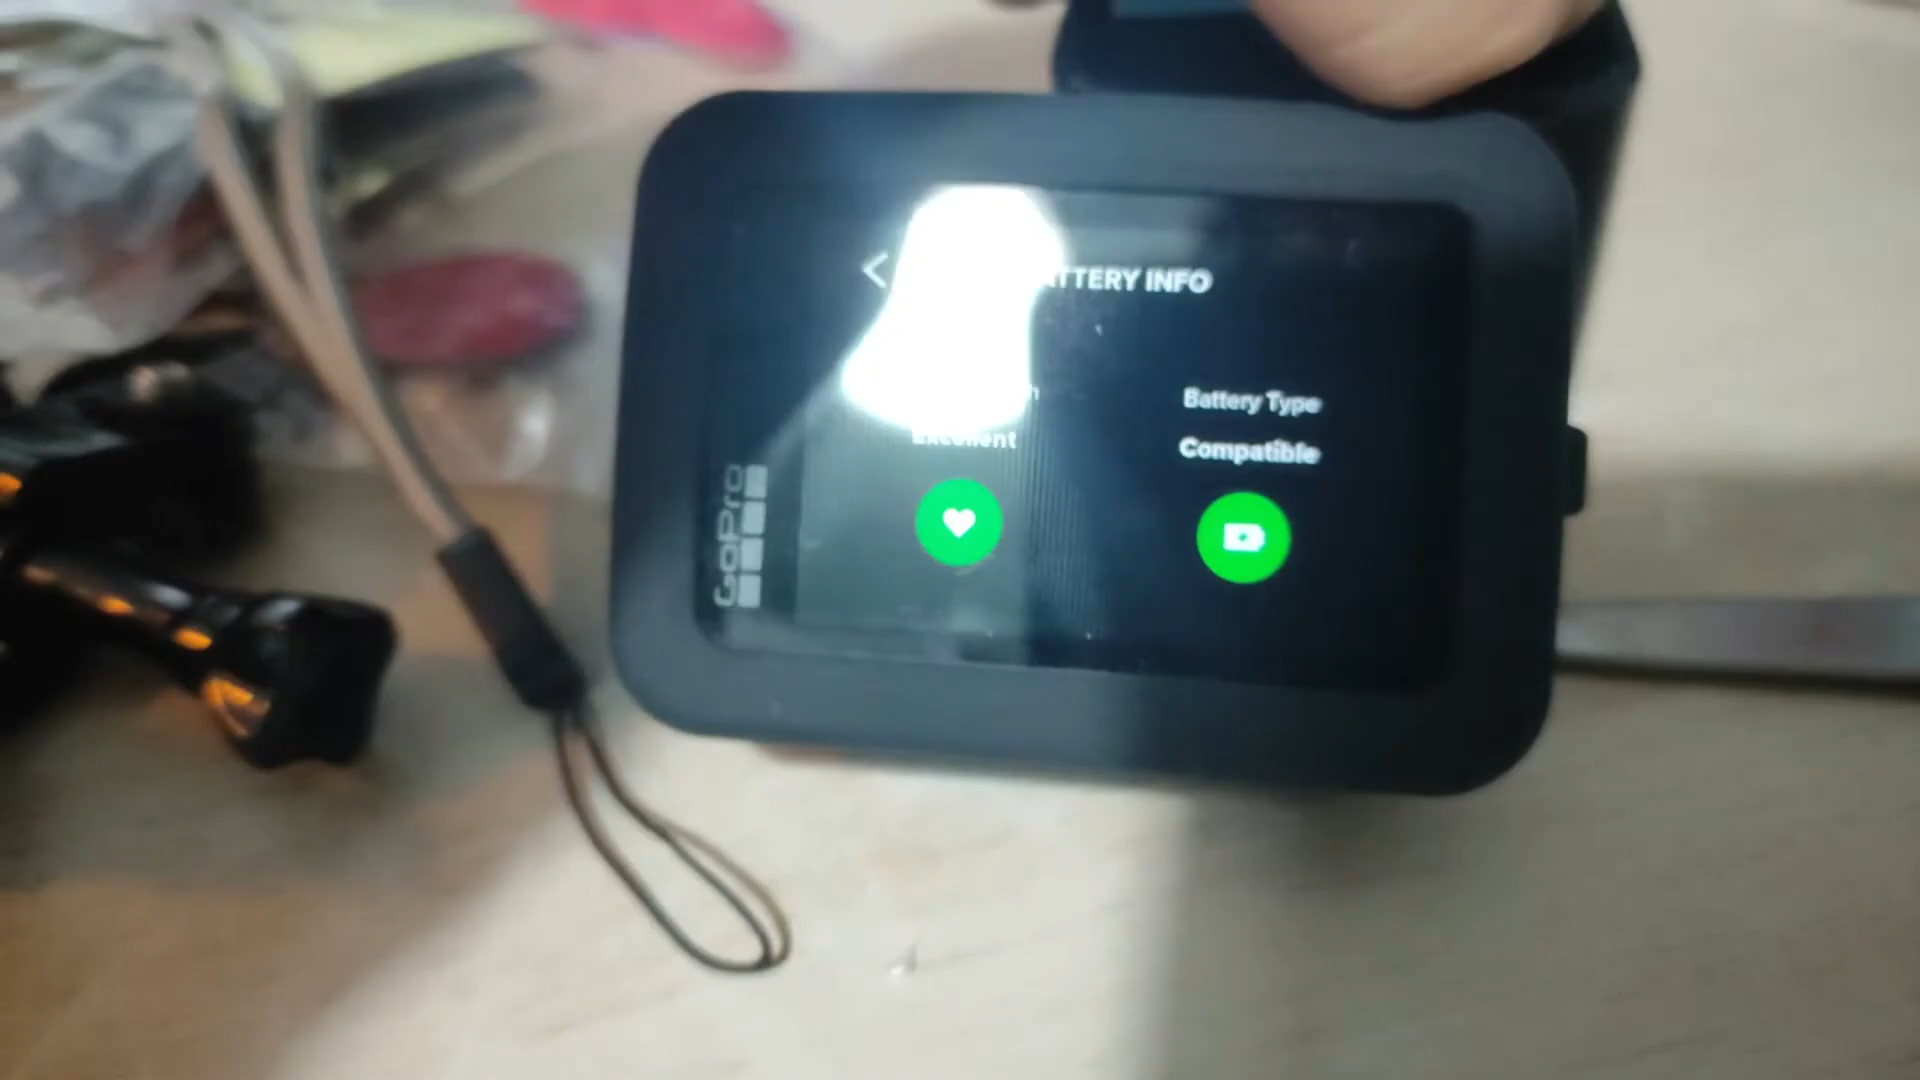 TTERY INFO
Excellent
Battery Type
Compatible
GoPro